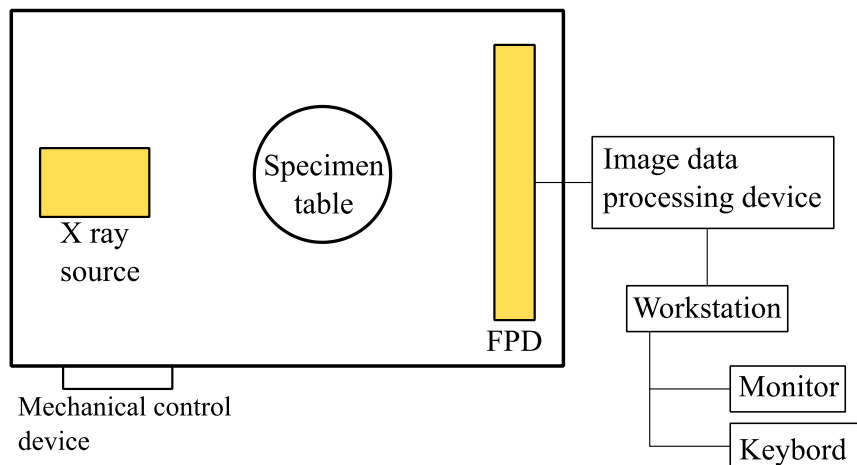 Specimen
table
X ray
source
FPD
Mechanical control
device
Image data
processing device
Workstation
Monitor
Keybord